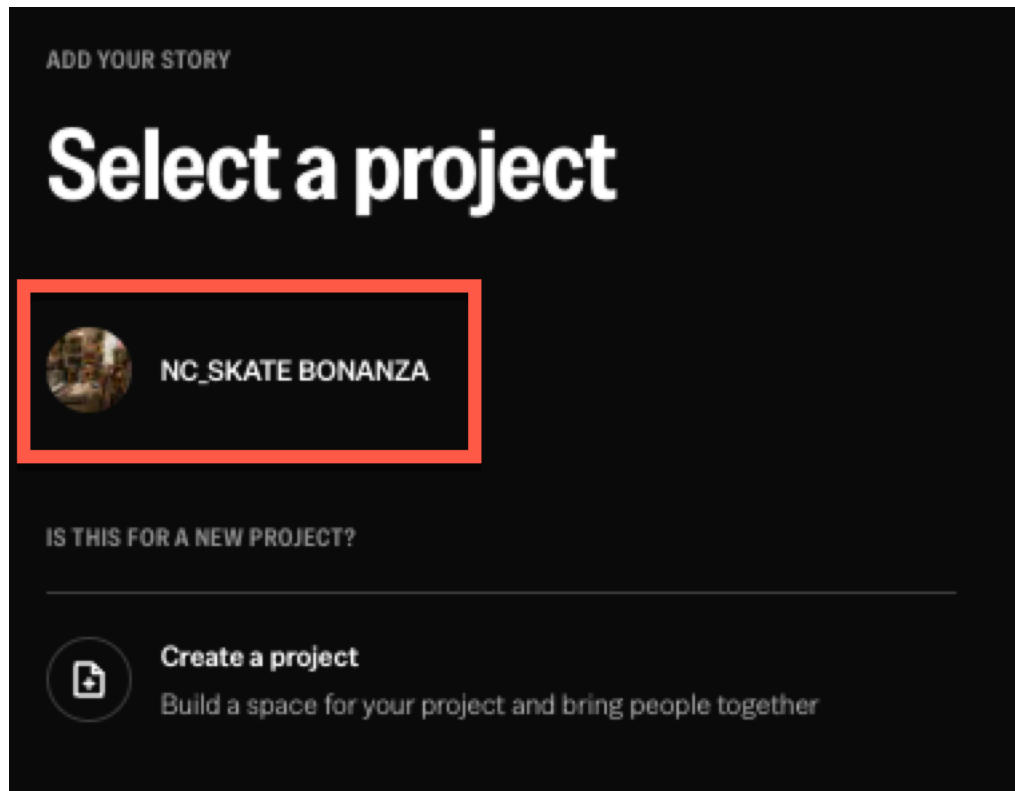 ADD YOUR STORY
Select a project
NC_SKATE BONANZA
IS THIS FOR A NEW PROJECT?
Create a project
Build a space for your project and bring people together